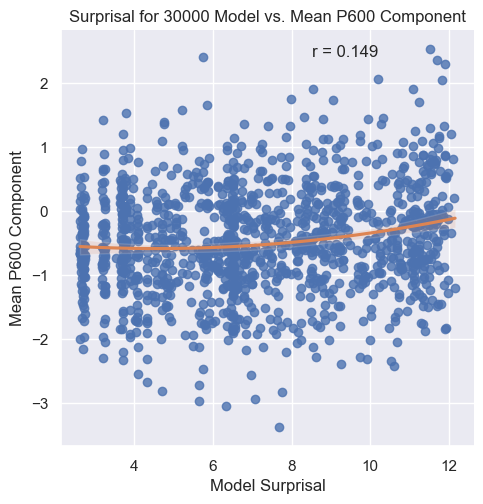 Surprisal for 30000 Model vs. Mean P600 Component
r = 0.149
2
1
0
−1
−2
−3
Mean P600 Component
4 6 8 10 12
Model Surprisal